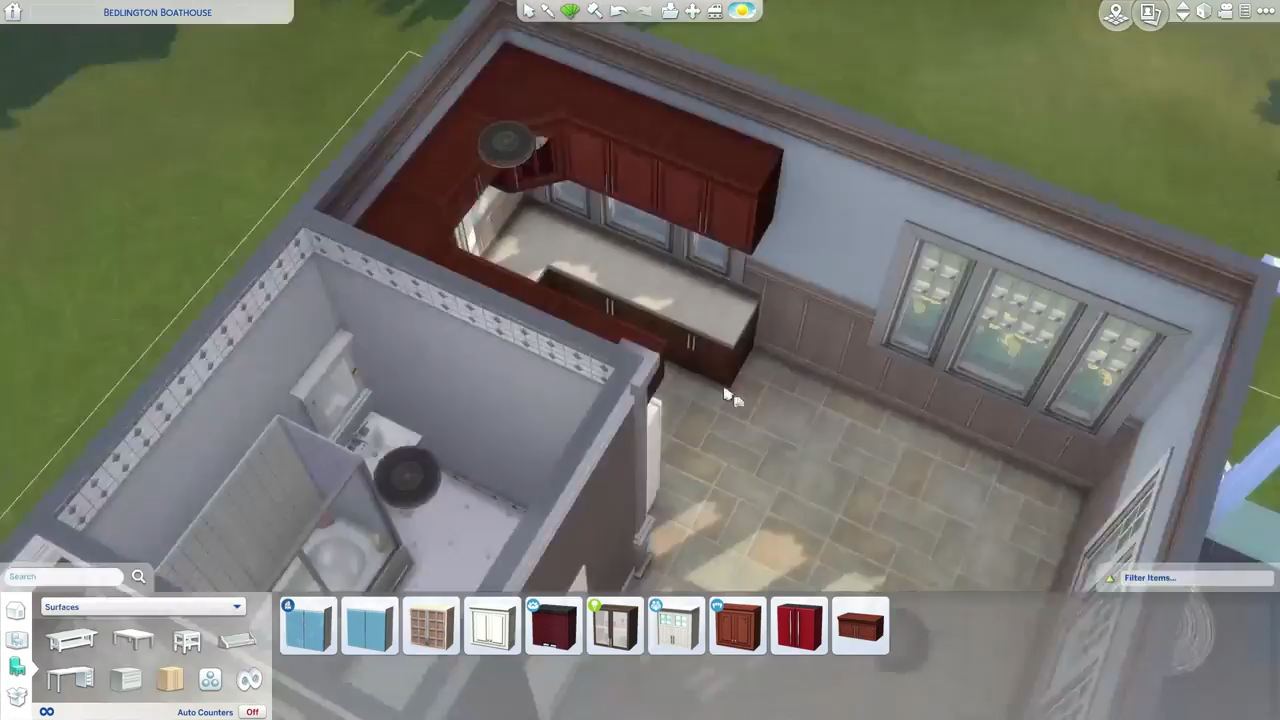 BEDLINGTON BOATHOUSE
Search
Filter Items...
Surfaces
Auto Counters Off